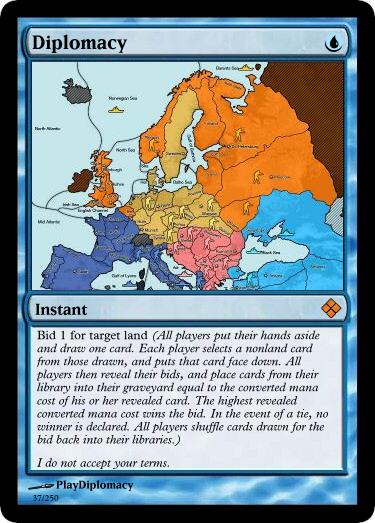 Diplomacy
Barents Sea
Norwegian Sea
North Atlantic
North Sea
Irish Sea
English Channel
Mid Atlantic
Baltic Sea
Gulf of Lyons
Black Sea
Instant
Bid 1 for target land (All players put their hands aside
and draw one card. Each player selects a nonland card
from those drawn, and puts that card face down. All
players then reveal their bids, and place cards from their
library into their graveyard equal to the converted mana
cost of his or her revealed card. The highest revealed
converted mana cost wins the bid. In the event of a tie, no
winner is declared. All players shuffle cards drawn for the
bid back into their libraries.)
I do not accept your terms.
PlayDiplomacy
37/250